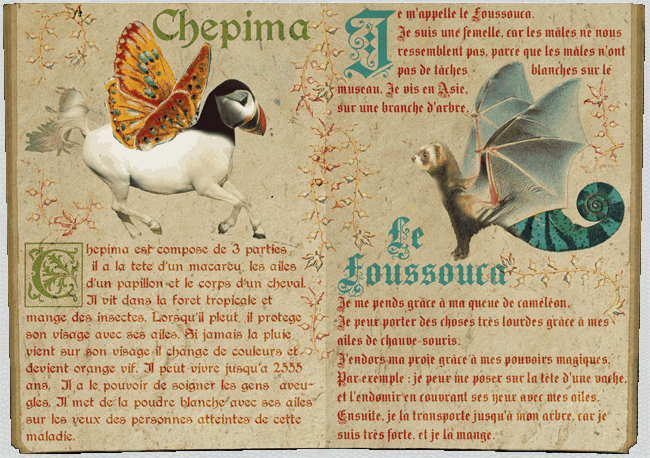 Chepima
Chepima est compose de 3 parties
il a la tete d'un macareu, les ailes
d'un papillon et le corps d'un cheval.
Il vit dans la foret tropicale et
mange des insectes. Lorsqu'il pleut, il protege
son visage avec ses ailes. Si jamais la pluie
vient sur son visage il change de couleurs et
devient orange vif. Il peut vivre jusqu'a 2555
ans. Il a le pouvoir de soigner les gens aveu-
gles. Il met de la poudre blanche avec ses ailes
sur les yeux des personnes atteintes de cette
maladie.
Je m'appelle le Foussouca.
Je suis une femelle, car les mâles ne nous
ressemblent pas, parce que les mâles n'ont
pas de tâches blanches sur le
museau. Je vis en Asie,
sur une branche d'arbre.
Le
Foussouca
Je me pends grâce à ma queue de caméléon.
Je peux porter des choses très lourdes grâce à mes
ailes de chauve-souris.
J'endors ma proie grâce à mes pouvoirs magiques.
Par exemple : je peux me poser sur la tête d'une vache,
et l'endormir en couvrant ses yeux avec mes ailes.
Ensuite, je la transporte jusqu'à mon arbre, car je
suis très forte, et je la mange.